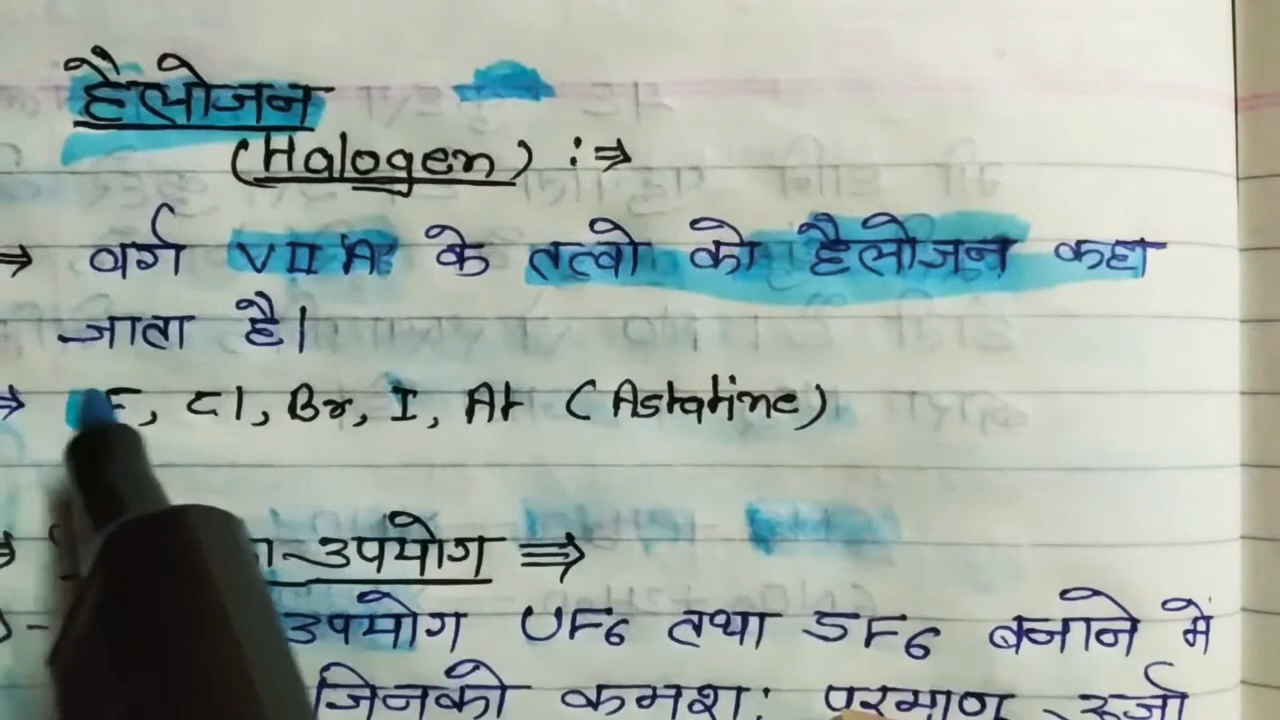 हैलोजन
(Halogen) :⇒
⇒ वर्ग VII A के तत्वो को हैलोजन कहा
जाता है।
⇒ F, Cl, Br, I, At (Astatine)
उपयोग ⇒
उपयोग UF6 तथा SF6 बनाने में
जिनको क्रमश: परमाणु ऊर्जा